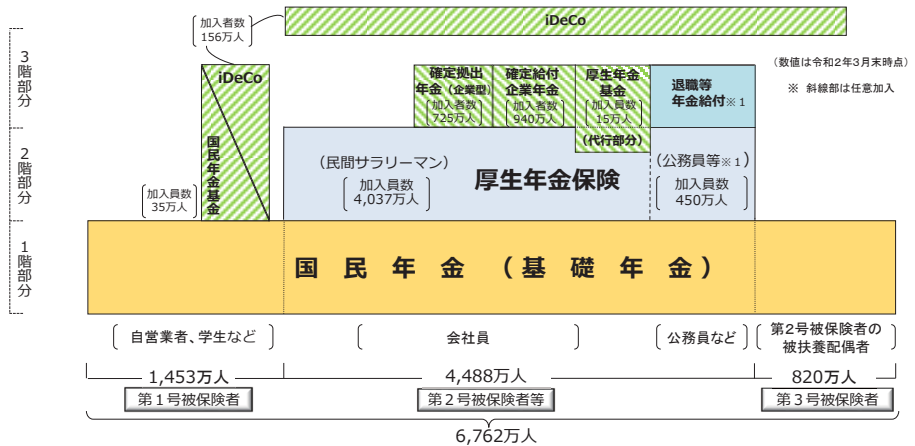 iDeCo
加入者数
156万人
(数値は令和2年3月末時点)
※ 斜線部は任意加入
3階部分
iDeCo
国民年金基金
加入員数
35万人
確定拠出
年金(企業型)
加入者数
725万人
確定給付
企業年金
加入者数
940万人
厚生年金
基金
加入員数
15万人
(代行部分)
退職等
年金給付※1
2階部分
(民間サラリーマン)
加入員数
4,037万人
厚生年金保険
(公務員等※1)
加入員数
450万人
1階部分
国民年金(基礎年金)
自営業者、学生など
会社員
公務員など
第2号被保険者の
被扶養配偶者
1,453万人
4,488万人
820万人
第1号被保険者
第2号被保険者等
第3号被保険者
6,762万人